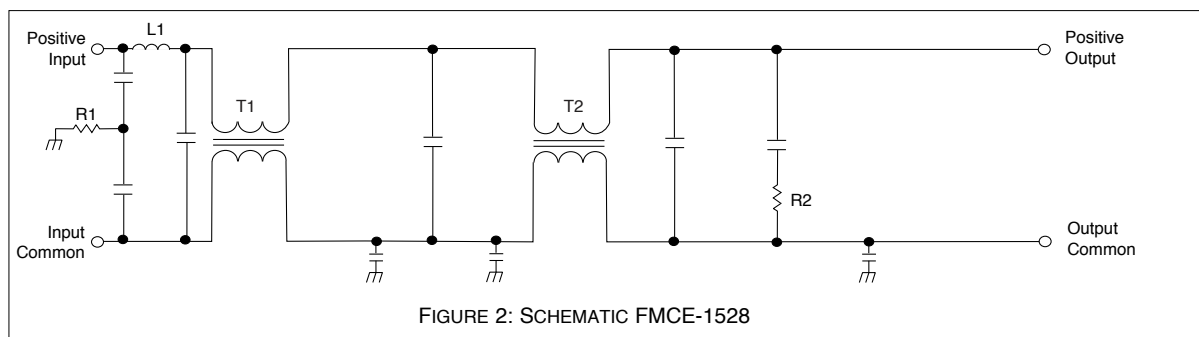 Positive
Input
L1
R1
T1
T2
Positive
Output
R2
Input
Common
Output
Common
FIGURE 2: SCHEMATIC FMCE-1528